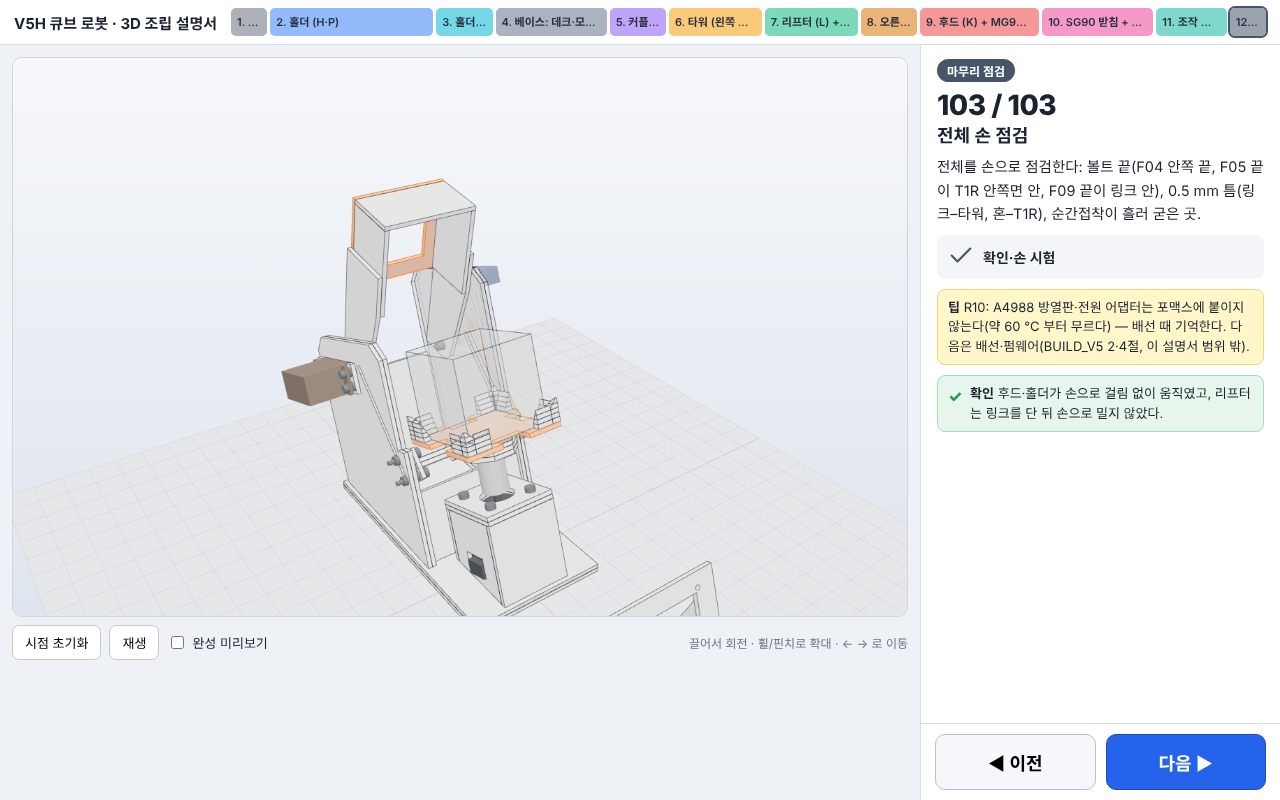 V5H 큐브 로봇 · 3D 조립 설명서
1. ...
2. 홀더 (H·P)
3. 홀더...
4. 베이스: 데크·모...
5. 커플...
6. 타워 (왼쪽 ...
7. 리프터 (L) +...
8. 오른...
9. 후드 (K) + MG9...
10. SG90 받침 + ...
11. 조작 ...
12...
마무리 점검
103 / 103
전체 손 점검
전체를 손으로 점검한다: 볼트 끝(F04 안쪽 끝, F05 끝
이 T1R 안쪽면 안, F09 끝이 링크 안), 0.5 mm 틈(링
크–타워, 혼–T1R), 순간접착이 흘러 굳은 곳.
확인·손 시험
팁 R10: A4988 방열판·전원 어댑터는 포맥스에 붙이지
않는다(약 60 °C 부터 무르다) — 배선 때 기억한다. 다
음은 배선·펌웨어(BUILD_V5 2·4절, 이 설명서 범위 밖).
확인 후드·홀더가 손으로 걸림 없이 움직였고, 리프터
는 링크를 단 뒤 손으로 밀지 않았다.
시점 초기화
재생
완성 미리보기
끌어서 회전 · 휠/핀치로 확대 · ← → 로 이동
◀ 이전
다음 ▶